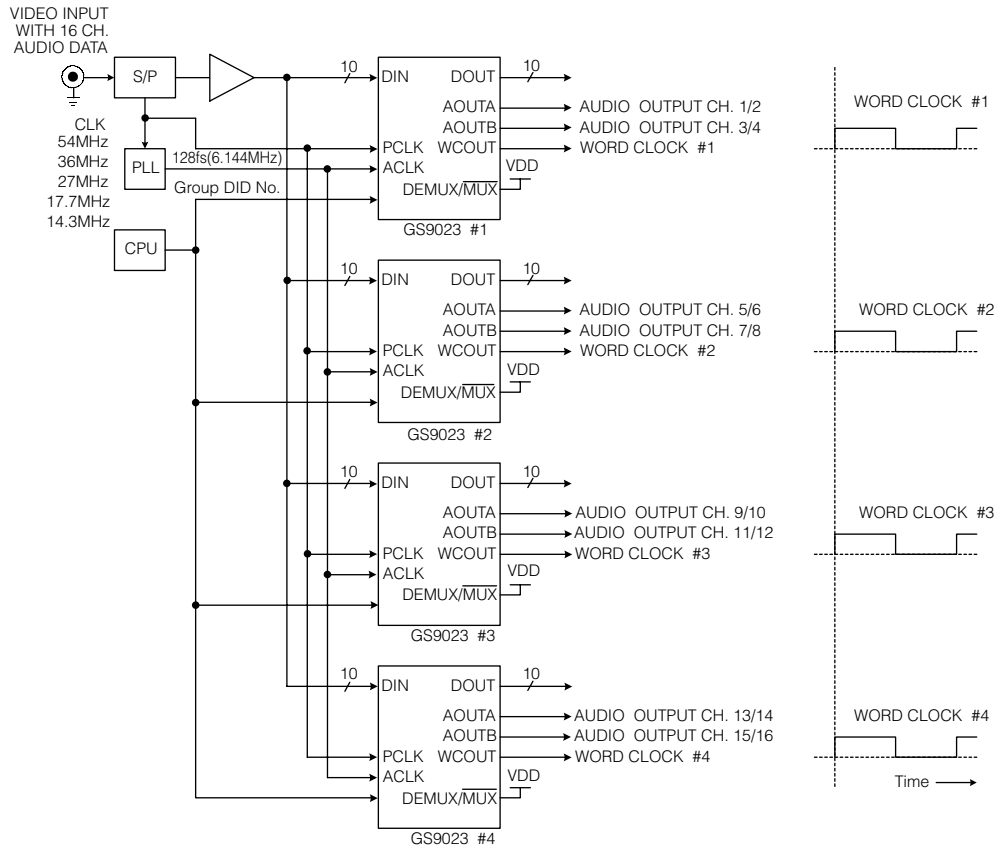 VIDEO INPUT
WITH 16 CH.
AUDIO DATA
S/P
CLK
54MHz
36MHz
27MHz
17.7MHz
14.3MHz
PLL
128fs(6.144MHz)
Group DID No.
CPU
10
DIN
DOUT
10
AOUTA
AUDIO OUTPUT CH. 1/2
AOUTB
AUDIO OUTPUT CH. 3/4
PCLK
WCOUT
WORD CLOCK #1
ACLK
VDD
DEMUX/MUX
GS9023 #1
WORD CLOCK #1
10
DIN
DOUT
10
AOUTA
AUDIO OUTPUT CH. 5/6
AOUTB
AUDIO OUTPUT CH. 7/8
PCLK
WCOUT
WORD CLOCK #2
ACLK
VDD
DEMUX/MUX
GS9023 #2
WORD CLOCK #2
10
DIN
DOUT
10
AOUTA
AUDIO OUTPUT CH. 9/10
AOUTB
AUDIO OUTPUT CH. 11/12
PCLK
WCOUT
WORD CLOCK #3
ACLK
VDD
DEMUX/MUX
GS9023 #3
WORD CLOCK #3
10
DIN
DOUT
10
AOUTA
AUDIO OUTPUT CH. 13/14
AOUTB
AUDIO OUTPUT CH. 15/16
PCLK
WCOUT
WORD CLOCK #4
ACLK
VDD
DEMUX/MUX
GS9023 #4
WORD CLOCK #4
Time